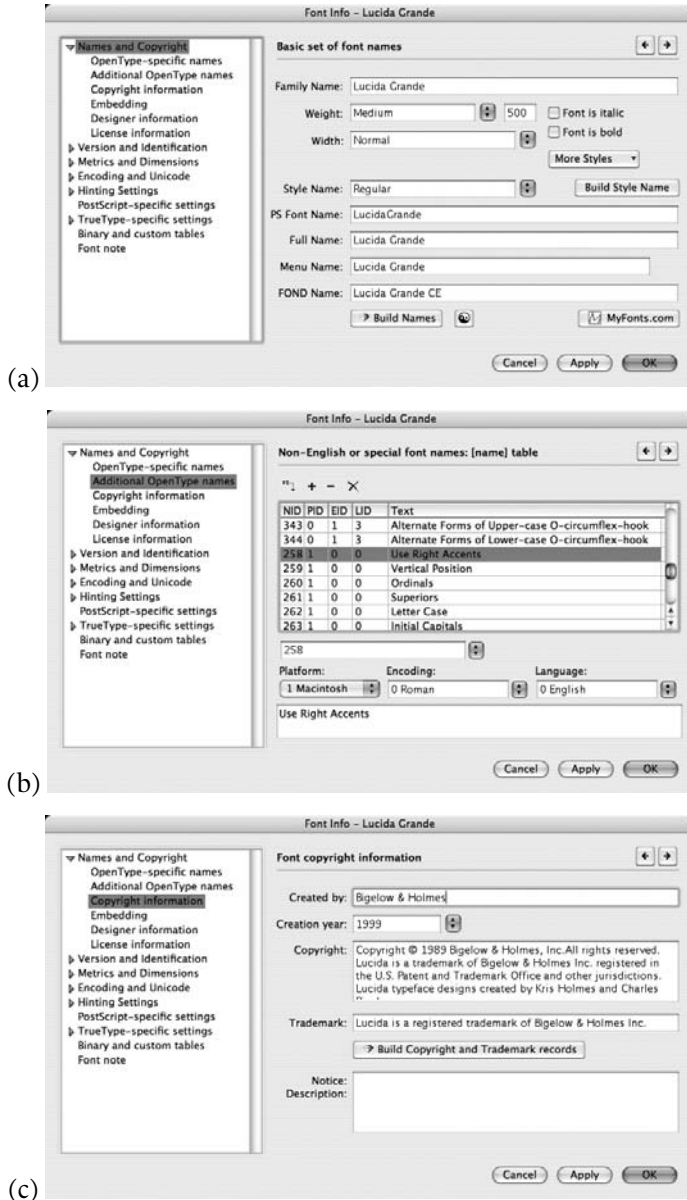 Font Info – Lucida Grande
Names and Copyright
OpenType-specific names
Additional OpenType names
Copyright information
Embedding
Designer information
License information
Version and Identification
Metrics and Dimensions
Encoding and Unicode
Hinting Settings
PostScript-specific settings
TrueType-specific settings
Binary and custom tables
Font note
Basic set of font names
Family Name: Lucida Grande
Weight: Medium 500 Font is italic
Font is bold
Width: Normal
More Styles
Style Name: Regular Build Style Name
PS Font Name: LucidaGrande
Full Name: Lucida Grande
Menu Name: Lucida Grande
FOND Name: Lucida Grande CE
Build Names MyFonts.com
Cancel Apply OK
(a)
Font Info – Lucida Grande
Names and Copyright
OpenType-specific names
Additional OpenType names
Copyright information
Embedding
Designer information
License information
Version and Identification
Metrics and Dimensions
Encoding and Unicode
Hinting Settings
PostScript-specific settings
TrueType-specific settings
Binary and custom tables
Font note
Non-English or special font names: [name] table
NID PID EID LID Text
343 0 1 3 Alternate Forms of Upper-case O-circumflex-hook
344 0 1 3 Alternate Forms of Lower-case O-circumflex-hook
258 1 0 0 Use Right Accents
259 1 0 0 Vertical Position
260 1 0 0 Ordinals
261 1 0 0 Superiors
262 1 0 0 Letter Case
263 1 0 0 Initial Capitals
258
Platform: Encoding: Language:
1 Macintosh 0 Roman 0 English
Use Right Accents
Cancel Apply OK
(b)
Font Info – Lucida Grande
Names and Copyright
OpenType-specific names
Additional OpenType names
Copyright information
Embedding
Designer information
License information
Version and Identification
Metrics and Dimensions
Encoding and Unicode
Hinting Settings
PostScript-specific settings
TrueType-specific settings
Binary and custom tables
Font note
Font copyright information
Created by: Bigelow & Holmes
Creation year: 1999
Copyright: Copyright © 1989 Bigelow & Holmes, Inc.All rights reserved.
Lucida is a trademark of Bigelow & Holmes Inc. registered in
the U.S. Patent and Trademark Office and other jurisdictions.
Lucida typeface designs created by Kris Holmes and Charles
Trademark: Lucida is a registered trademark of Bigelow & Holmes Inc.
Build Copyright and Trademark records
Notice:
Description:
Cancel Apply OK
(c)